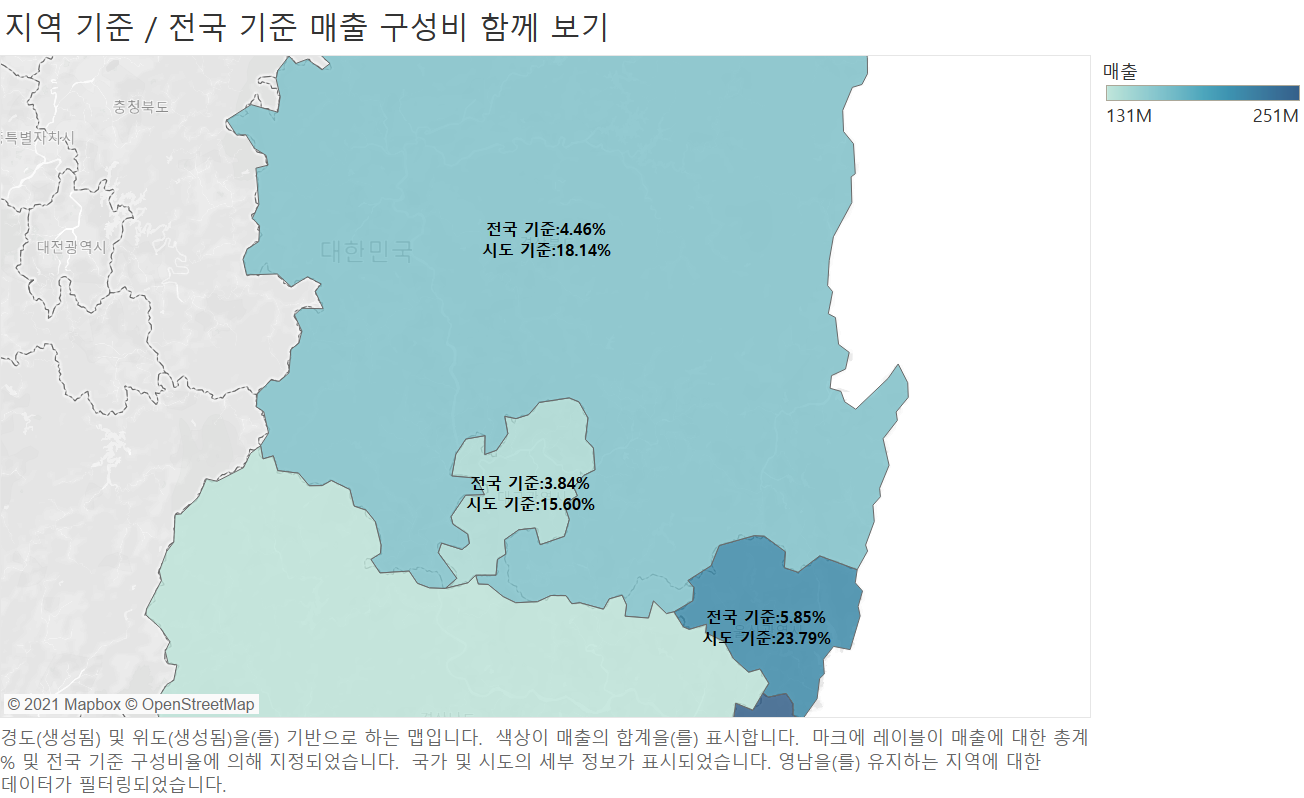 지역 기준 / 전국 기준 매출 구성비 함께 보기
매출
131M 251M
충청북도
특별자치시
대전광역시
대한민국
전국 기준:4.46%
시도 기준:18.14%
전국 기준:3.84%
시도 기준:15.60%
전국 기준:5.85%
시도 기준:23.79%
© 2021 Mapbox © OpenStreetMap
경도(생성됨) 및 위도(생성됨)을(를) 기반으로 하는 맵입니다. 색상이 매출의 합계을(를) 표시합니다. 마크에 레이블이 매출에 대한 총계
% 및 전국 기준 구성비율에 의해 지정되었습니다. 국가 및 시도의 세부 정보가 표시되었습니다. 영남을(를) 유지하는 지역에 대한
데이터가 필터링되었습니다.